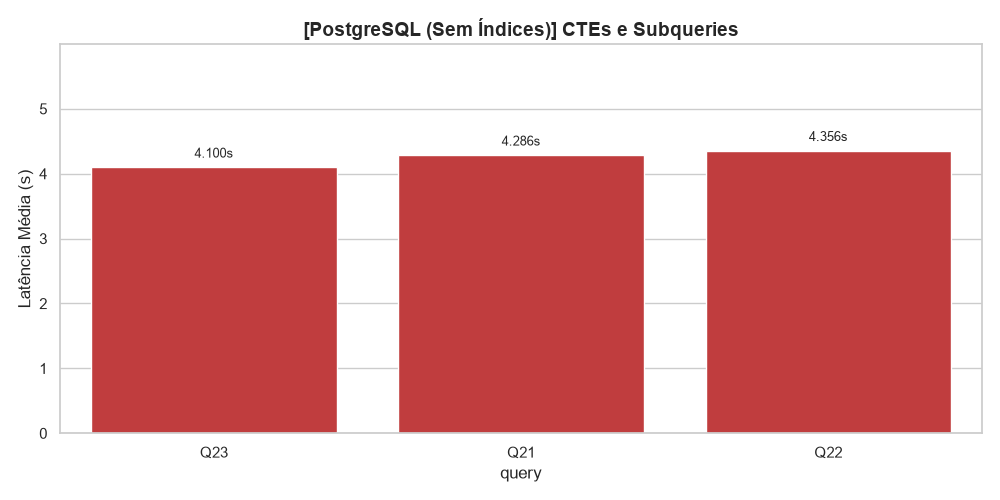 [PostgreSQL (Sem Índices)] CTEs e Subqueries
Latência Média (s)
5
4
3
2
1
0
4.100s
4.286s
4.356s
Q23
Q21
Q22
query